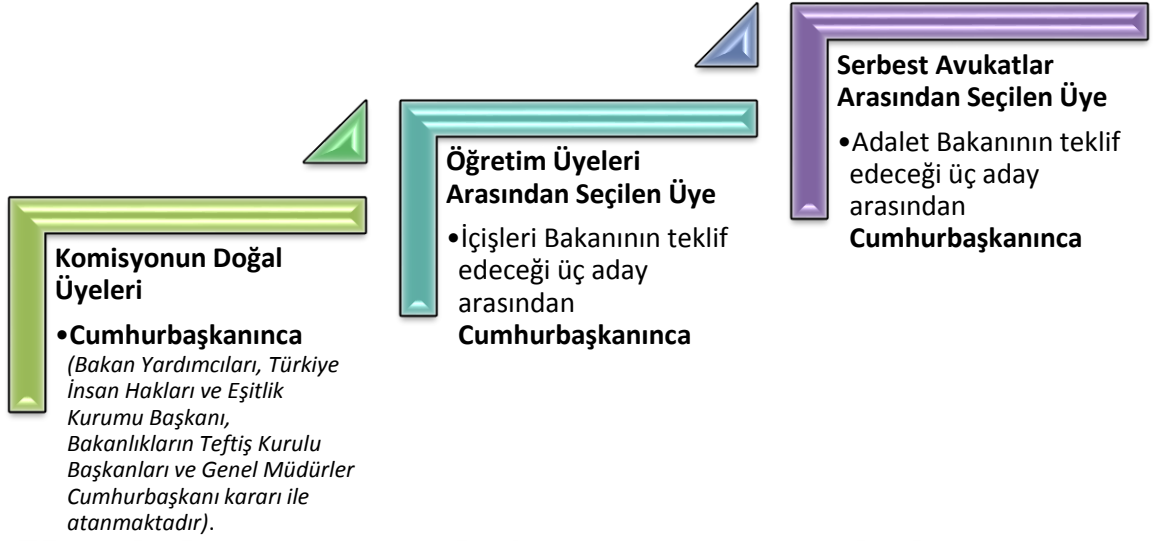 Komisyonun Doğal
Üyeleri
•Cumhurbaşkanınca
(Bakan Yardımcıları, Türkiye
İnsan Hakları ve Eşitlik
Kurumu Başkanı,
Bakanlıkların Teftiş Kurulu
Başkanları ve Genel Müdürler
Cumhurbaşkanı kararı ile
atanmaktadır).
Öğretim Üyeleri
Arasından Seçilen Üye
•İçişleri Bakanının teklif
edeceği üç aday
arasından
Cumhurbaşkanınca
Serbest Avukatlar
Arasından Seçilen Üye
•Adalet Bakanının teklif
edeceği üç aday
arasından
Cumhurbaşkanınca